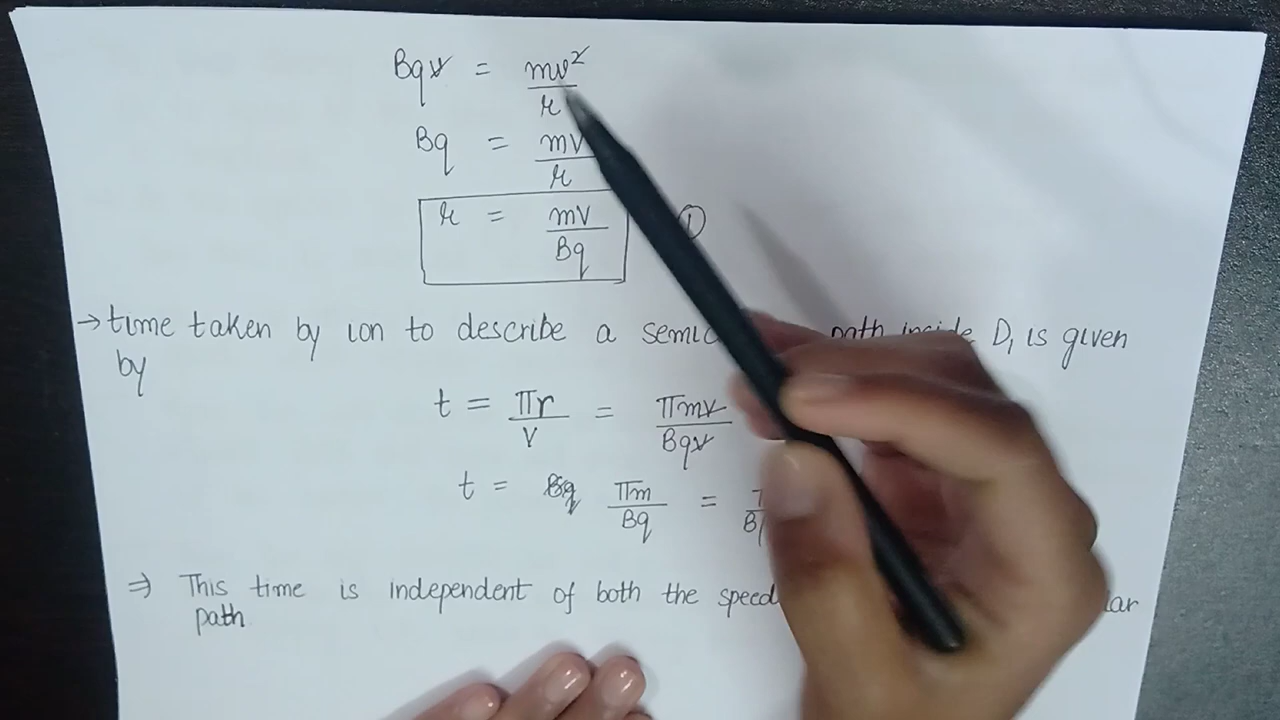 Bqv = mv²/r
Bq = mv/r
r = mv/Bq ①
→ time taken by ion to describe a path inside D₁ is given
by
t = πr/v = πmv/Bqv
t = Bq πm/Bq =
⇒ This time is independent of both the speed
path